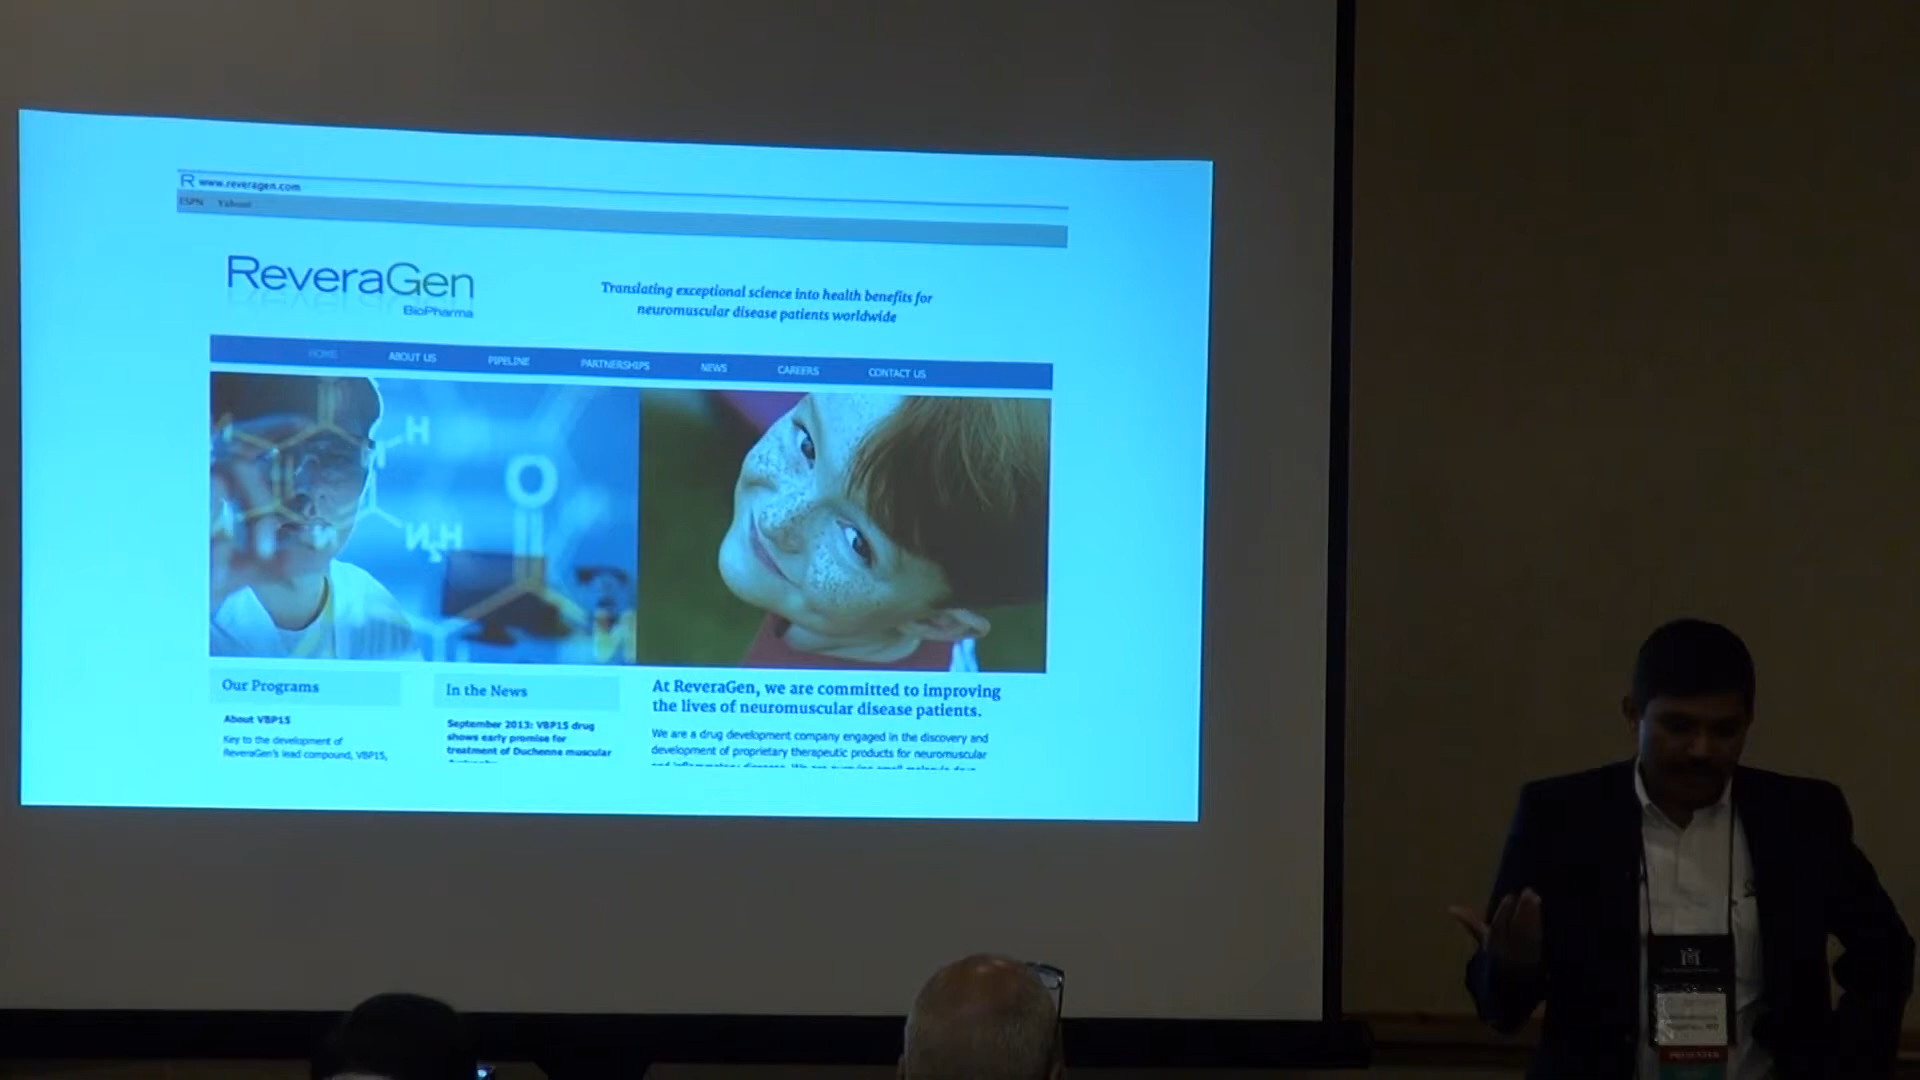 R www.reveragen.com
ESPN Yahoo!
ReveraGen
BioPharma
Translating exceptional science into health benefits for
neuromuscular disease patients worldwide
HOME ABOUT US PIPELINE PARTNERSHIPS NEWS CAREERS CONTACT US
H
O
N
H₂N
Our Programs
About VBP15
Key to the development of
ReveraGen's lead compound, VBP15,
In the News
September 2013: VBP15 drug
shows early promise for
treatment of Duchenne muscular
At ReveraGen, we are committed to improving
the lives of neuromuscular disease patients.
We are a drug development company engaged in the discovery and
development of proprietary therapeutic products for neuromuscular
PRESENTER